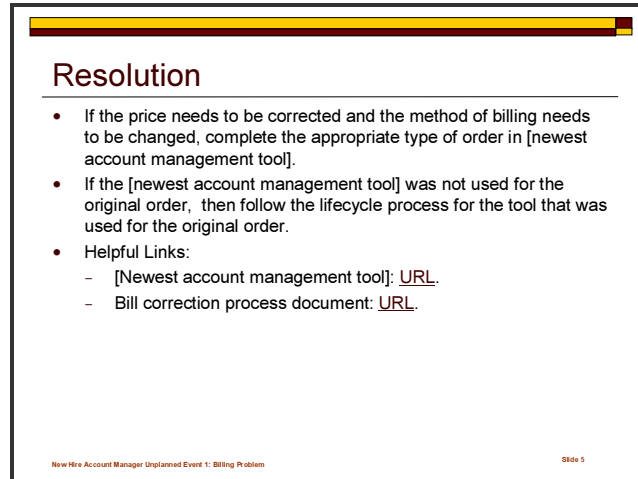 Resolution
• If the price needs to be corrected and the method of billing needs
to be changed, complete the appropriate type of order in [newest
account management tool].
• If the [newest account management tool] was not used for the
original order,  then follow the lifecycle process for the tool that was
used for the original order.
• Helpful Links:
– [Newest account management tool]: URL.
– Bill correction process document: URL.
New Hire Account Manager Unplanned Event 1: Billing Problem
Slide 5